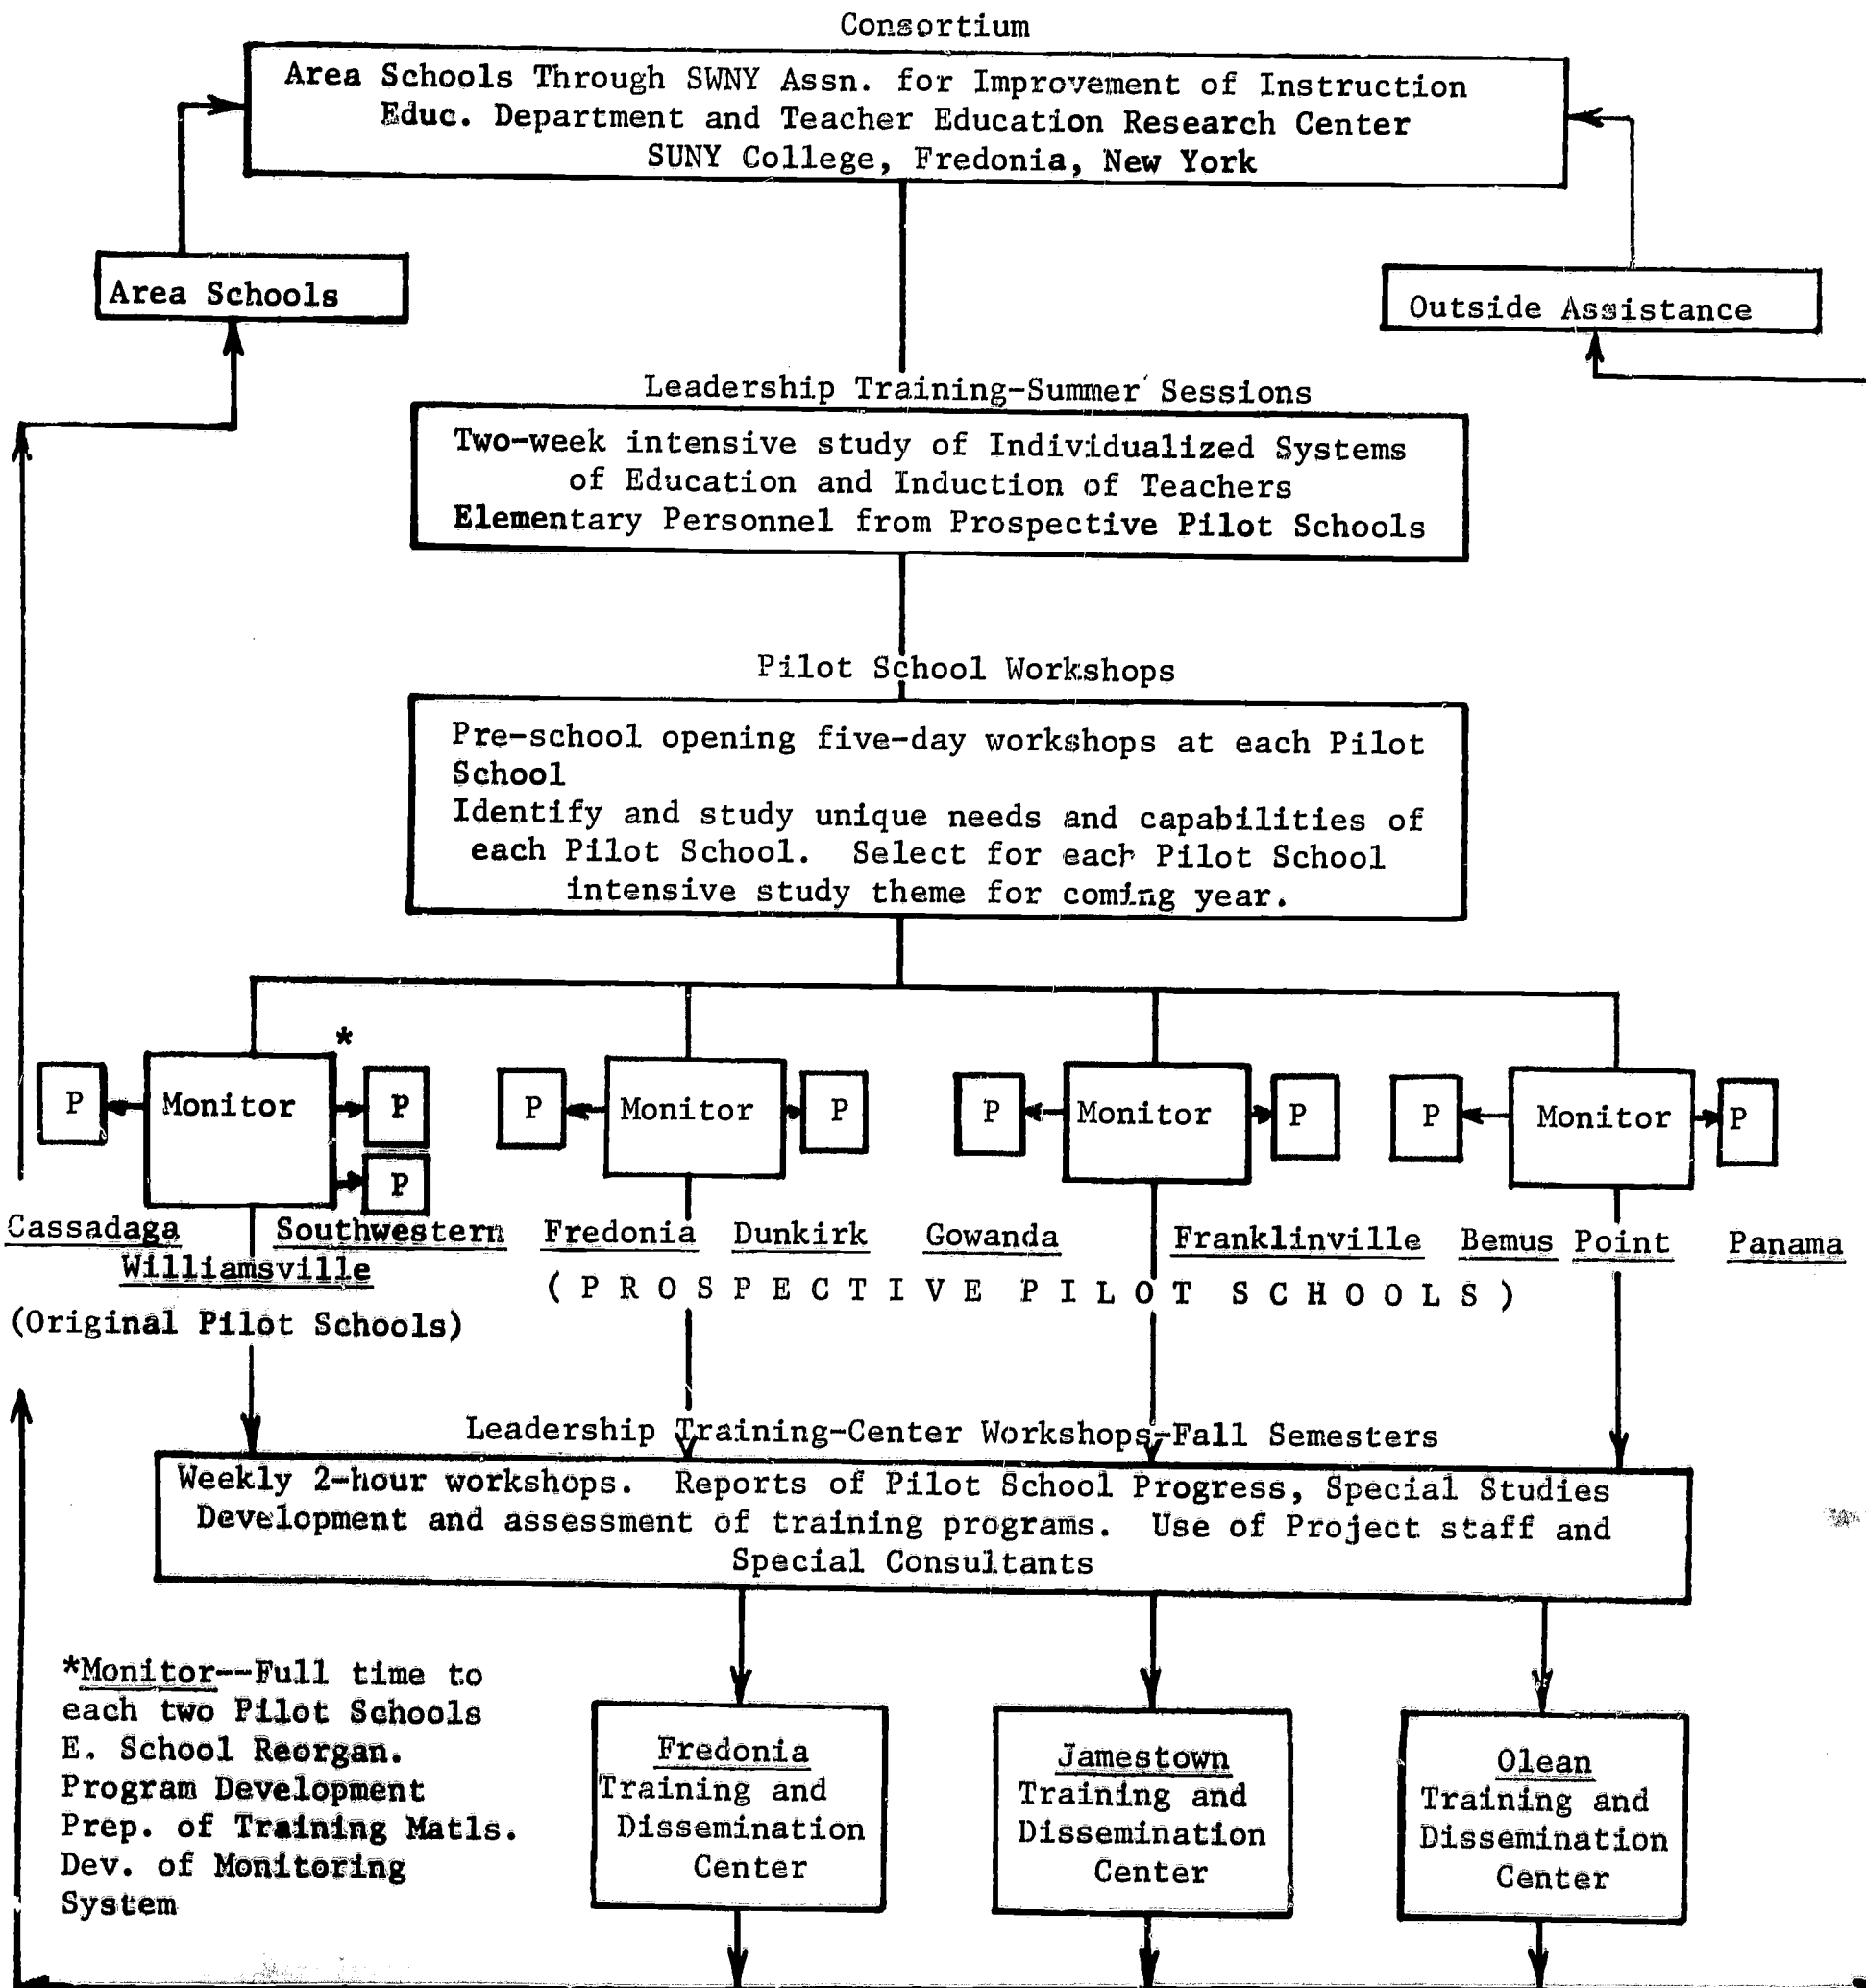 Consortium
Area Schools Through SWNY Assn. for Improvement of Instruction
Educ. Department and Teacher Education Research Center
SUNY College, Fredonia, New York
Area Schools
Outside Assistance
Leadership Training-Summer Sessions
Two-week intensive study of Individualized Systems
of Education and Induction of Teachers
Elementary Personnel from Prospective Pilot Schools
Pilot School Workshops
Pre-school opening five-day workshops at each Pilot
School
Identify and study unique needs and capabilities of
each Pilot School. Select for each Pilot School
intensive study theme for coming year.
*
P Monitor P P Monitor P P Monitor P P Monitor P
P
Cassadaga Southwestern Fredonia Dunkirk Gowanda Franklinville Bemus Point Panama
Williamsville
(PROSPECTIVE PILOT SCHOOLS)
(Original Pilot Schools)
Leadership Training-Center Workshops-Fall Semesters
Weekly 2-hour workshops. Reports of Pilot School Progress, Special Studies
Development and assessment of training programs. Use of Project staff and
Special Consultants
*Monitor--Full time to
each two Pilot Schools
E. School Reorgan.
Program Development
Prep. of Training Matls.
Dev. of Monitoring
System
Fredonia
Training and
Dissemination
Center
Jamestown
Training and
Dissemination
Center
Olean
Training and
Dissemination
Center